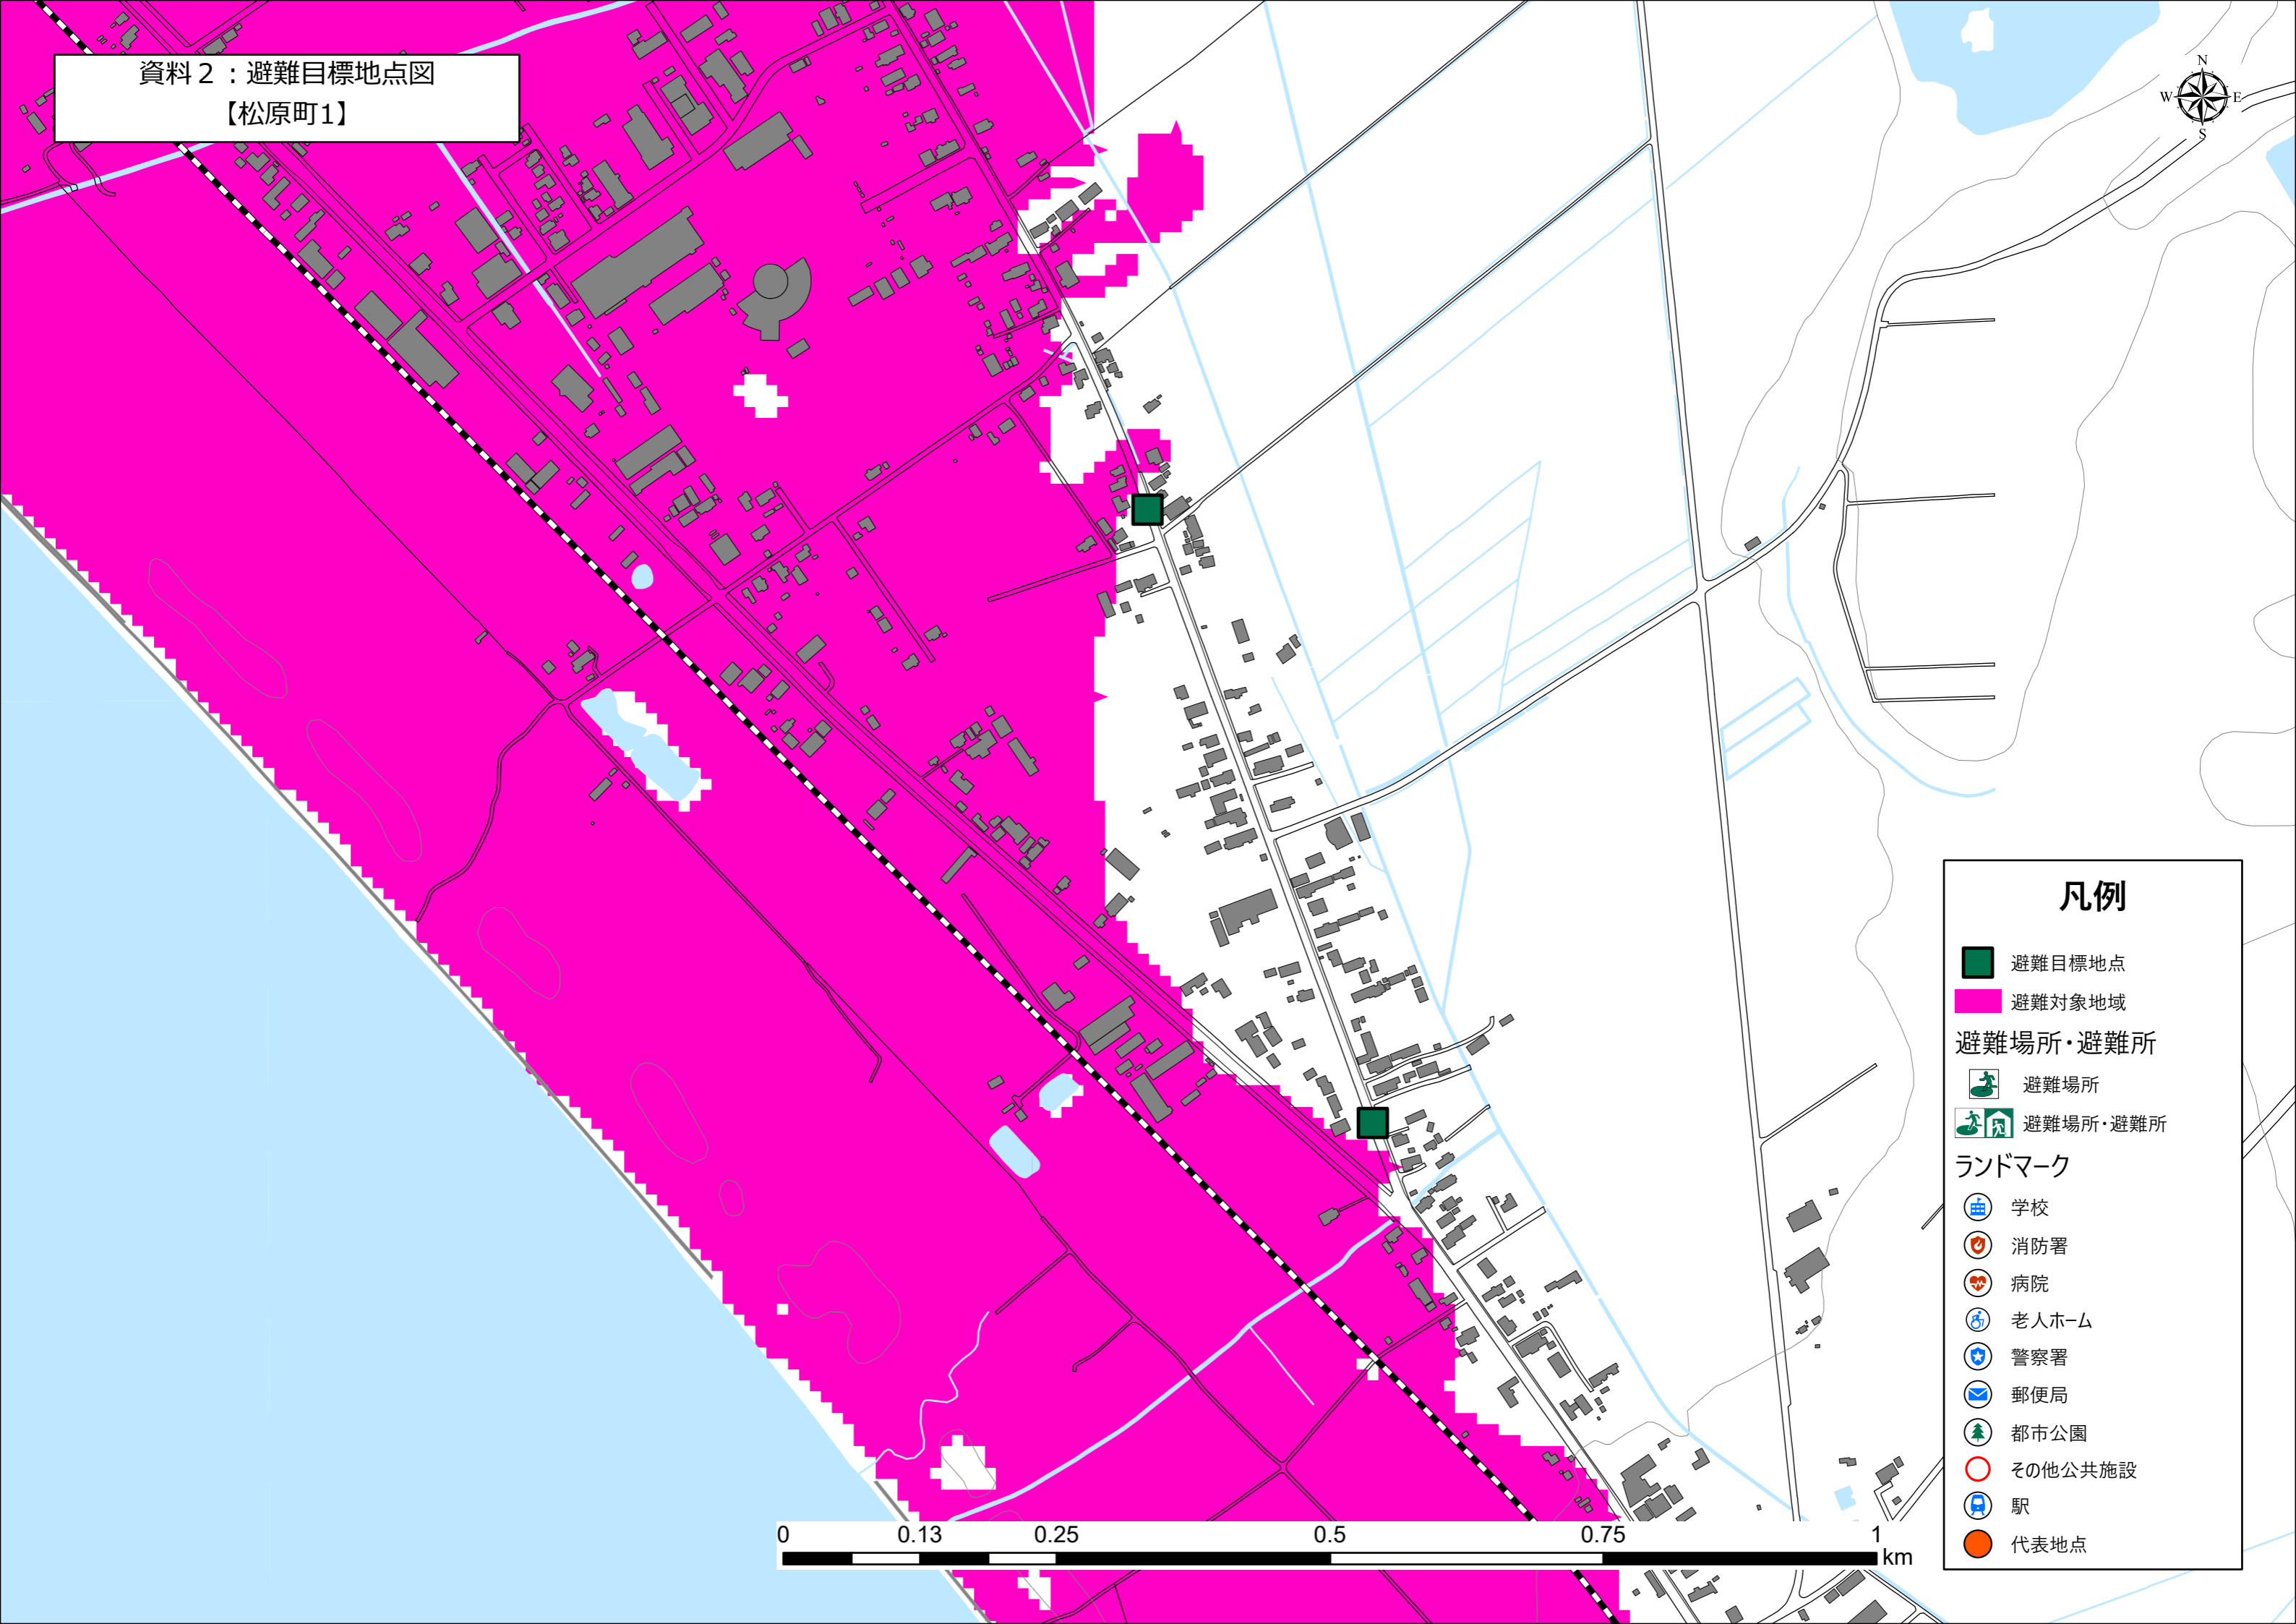 資料２：避難目標地点図
【松原町1】
N
W
E
S
凡例
避難目標地点
避難対象地域
避難場所・避難所
避難場所
避難場所・避難所
ランドマーク
学校
消防署
病院
老人ホーム
警察署
郵便局
都市公園
その他公共施設
駅
代表地点
0 0.13 0.25 0.5 0.75 1
km